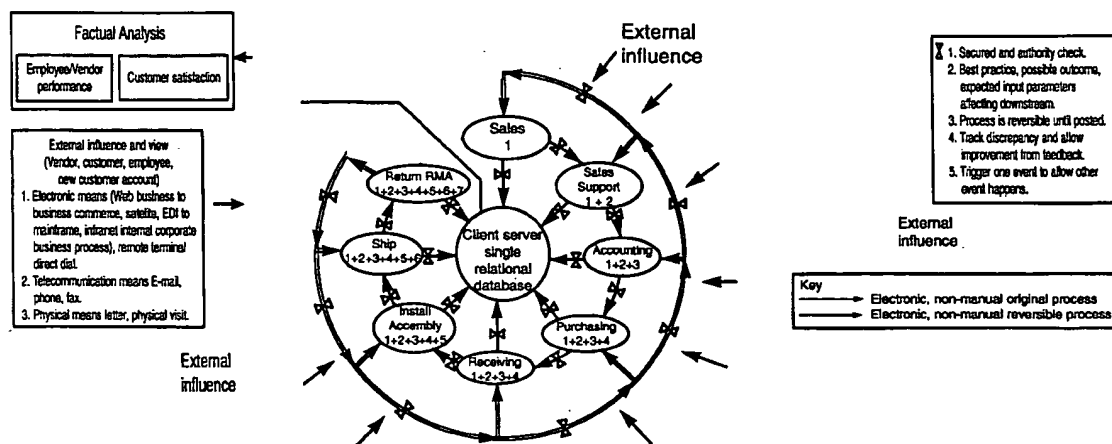 Factual Analysis
Employee/Vendor
performance
Customer satisfaction
External influence and view
(Vendor, customer, employee,
new customer account)
1. Electronic means (Web business to
business commerce, satelite, EDI to
mainframe, intranet internal corporate
business process), remote terminal
direct dial.
2. Telecommunication means E-mail,
phone, fax.
3. Physical means letter, physical visit.
External
influence
External
influence
Sales
1
Sales
Support
1 + 2
Accounting
1+2+3
Purchasing
1+2+3+4
Receiving
1+2+3+4
Install
Accembly
1+2+3+4+5
Ship
1+2+3+4+5+6
Return RMA
1+2+3+4+5+6+7
Client server
single
relational
database
1. Secured and authority check.
2. Best practice, possible outcome,
expected input parameters
affecting downstream.
3. Process is reversible until posted.
4. Track discrepancy and allow
improvement from feedback.
5. Trigger one event to allow other
event happens.
External
influence
Key
Electronic, non-manual original process
Electronic, non-manual reversible process